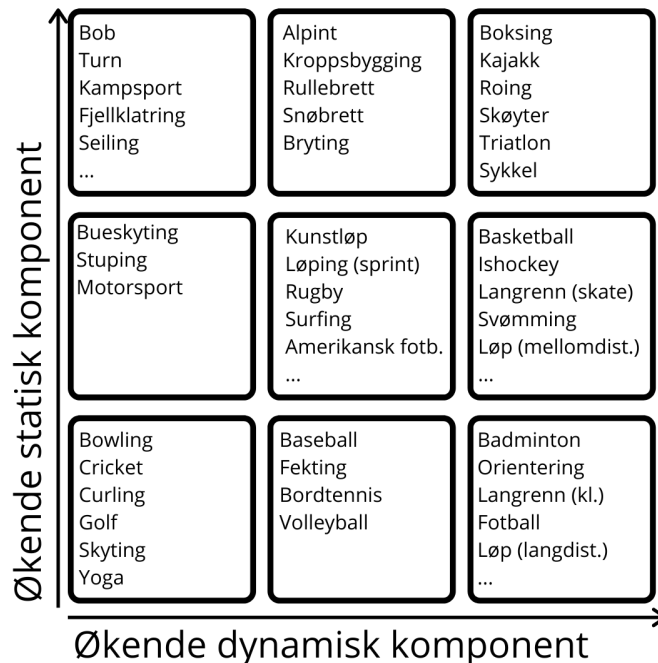 Økende statisk komponent
Bob
Turn
Kampsport
Fjellklatring
Seiling
...
Alpint
Kroppsbygging
Rullebrett
Snøbrett
Bryting
Boksing
Kajakk
Roing
Skøyter
Triatlon
Sykkel
Bueskyting
Stuping
Motorsport
Kunstløp
Løping (sprint)
Rugby
Surfing
Amerikansk fotb.
...
Basketball
Ishockey
Langrenn (skate)
Svømming
Løp (mellomdist.)
...
Bowling
Cricket
Curling
Golf
Skyting
Yoga
Baseball
Fekting
Bordtennis
Volleyball
Badminton
Orientering
Langrenn (kl.)
Fotball
Løp (langdist.)
...
Økende dynamisk komponent